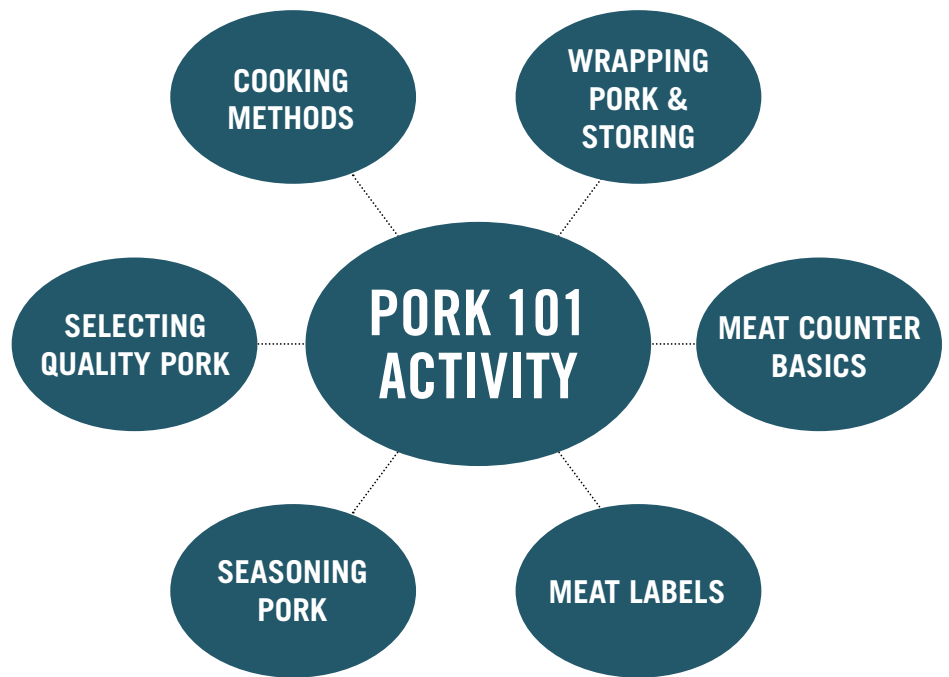 COOKING
METHODS
WRAPPING
PORK &
STORING
SELECTING
QUALITY PORK
PORK 101
ACTIVITY
MEAT COUNTER
BASICS
SEASONING
PORK
MEAT LABELS